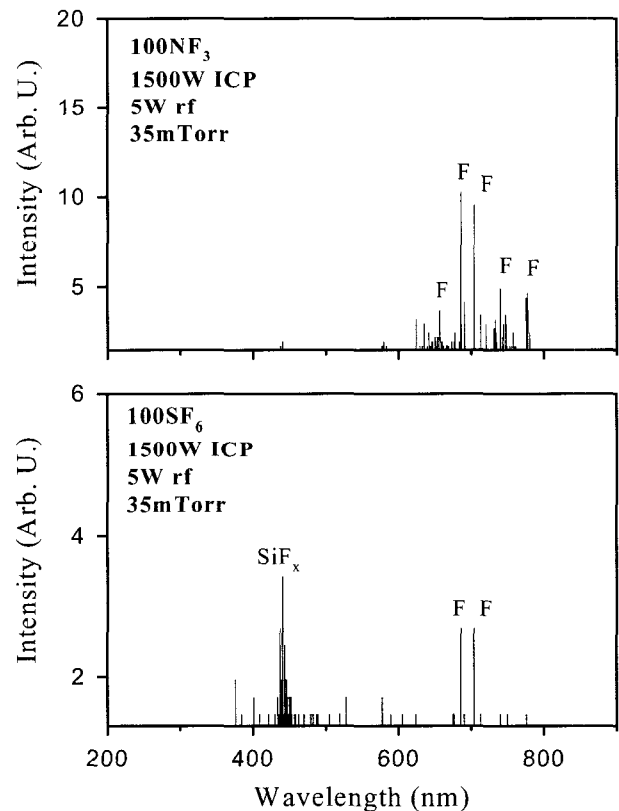 20
15
10
5
Intensity (Arb. U.)
100NF₃
1500W ICP
5W rf
35mTorr
F
F
F
F
F
6
4
2
Intensity (Arb. U.)
100SF₆
1500W ICP
5W rf
35mTorr
SiFₓ
F F
200 400 600 800
Wavelength (nm)